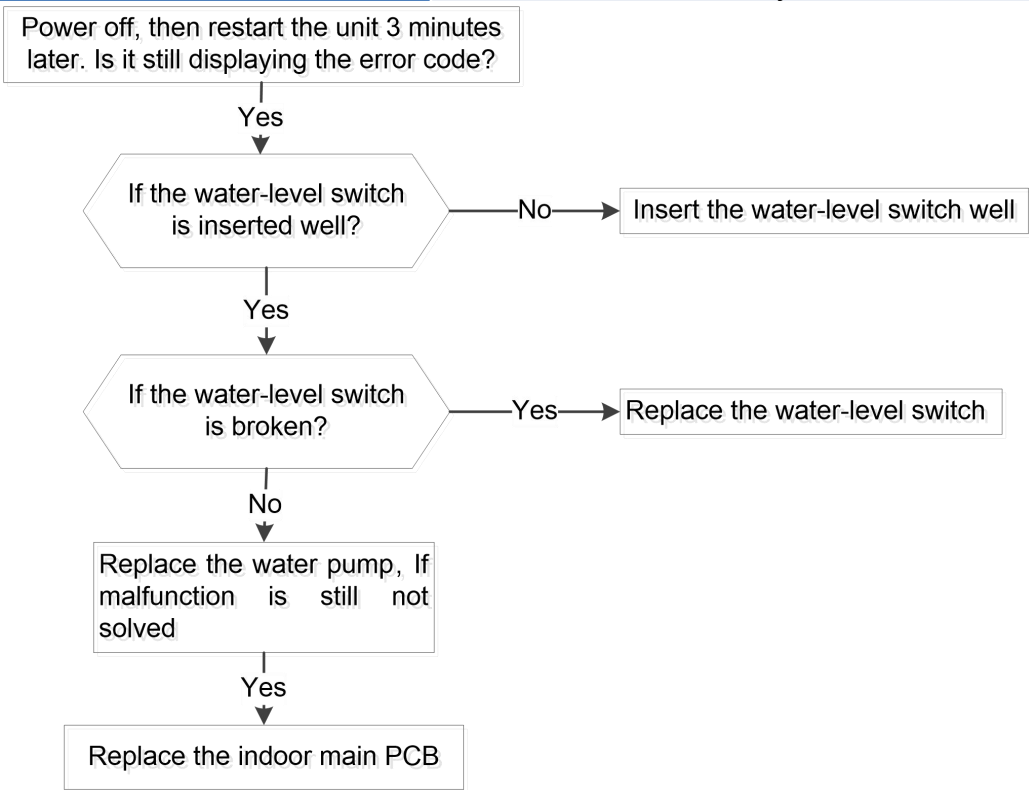 Power off, then restart the unit 3 minutes
later. Is it still displaying the error code?
Yes
If the water-level switch
is inserted well?
No
Insert the water-level switch well
Yes
If the water-level switch
is broken?
Yes
Replace the water-level switch
No
Replace the water pump, If
malfunction is still not
solved
Yes
Replace the indoor main PCB